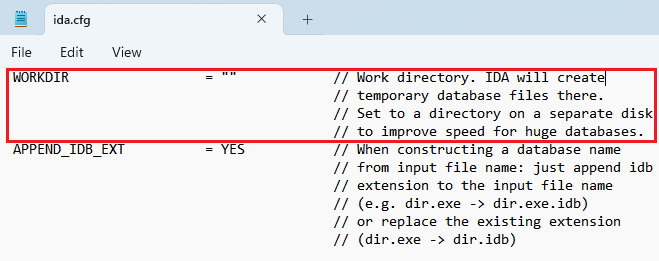 ida.cfg
File Edit View
WORKDIR = "" // Work directory. IDA will create
// temporary database files there.
// Set to a directory on a separate disk
// to improve speed for huge databases.
APPEND_IDB_EXT = YES // When constructing a database name
// from input file name: just append idb
// extension to the input file name
// (e.g. dir.exe -> dir.exe.idb)
// or replace the existing extension
// (dir.exe -> dir.idb)